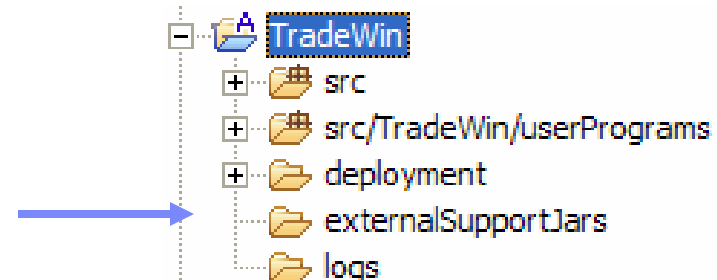 TradeWin
src
src/TradeWin/userPrograms
deployment
externalSupportJars
logs